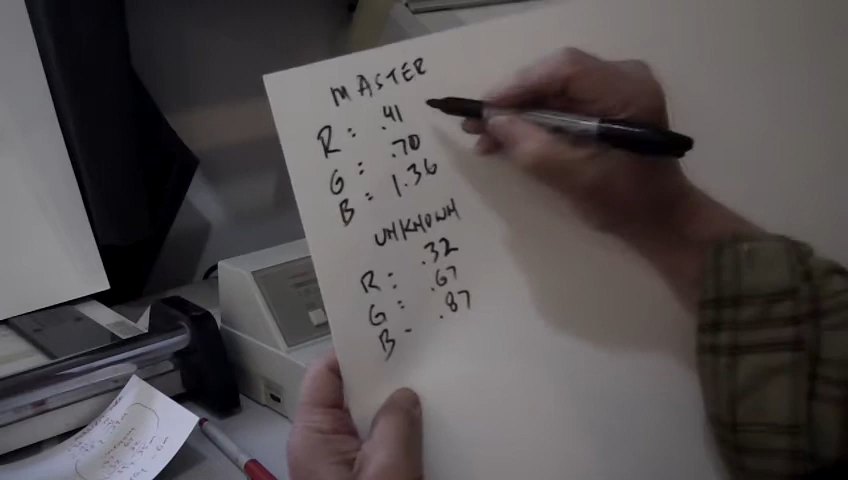 MASTER
R: .41
G: .70
B: 1.36
UNKNOWN
R: .32
G: .67
B- .87